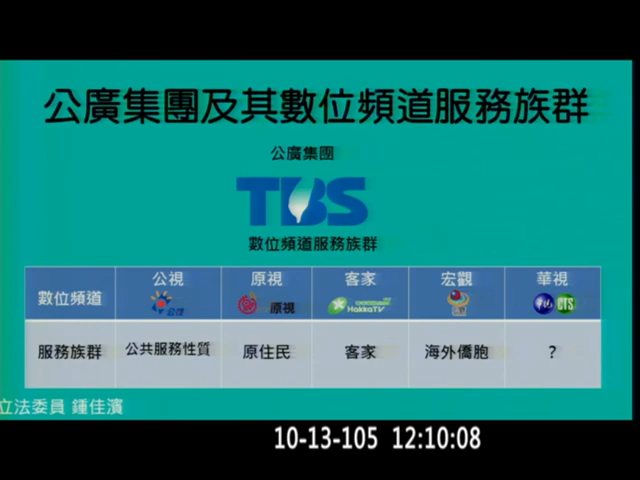 公廣集團及其數位頻道服務族群
公廣集團
TBS
數位頻道服務族群
數位頻道 公視 原視 客家 宏觀 華視
公視 原視 HakkaTV 華視 CTS
服務族群 公共服務性質 原住民 客家 海外僑胞 ?
立法委員 鍾佳濱
10-13-105 12:10:08